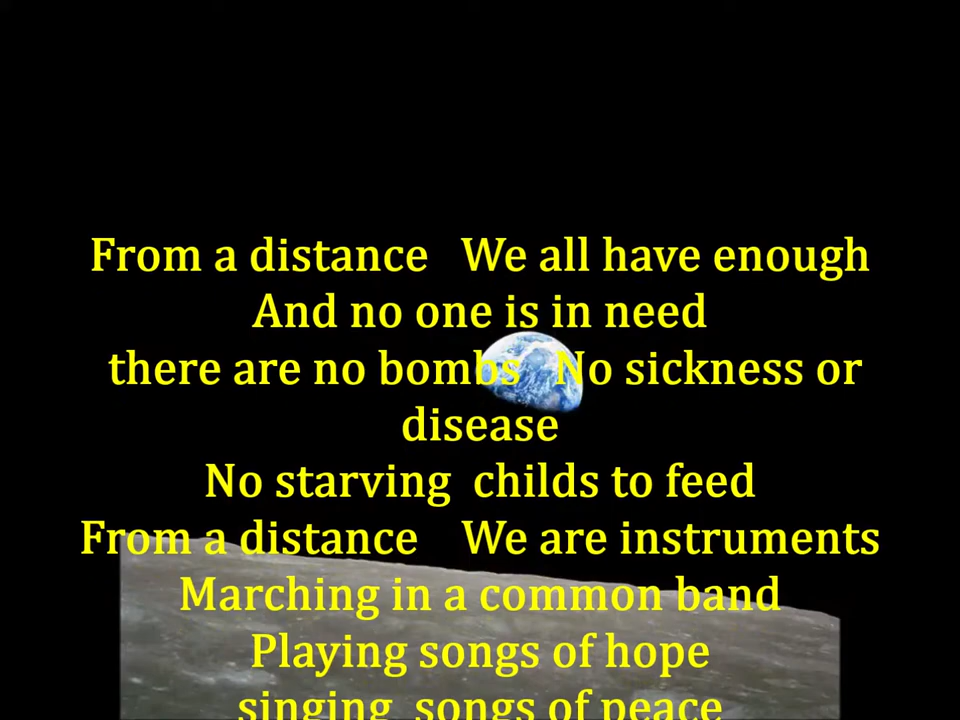 From a distance   We all have enough
And no one is in need
there are no bombs   No sickness or
disease
No starving  childs to feed
From a distance    We are instruments
Marching in a common band
Playing songs of hope
singing  songs of peace